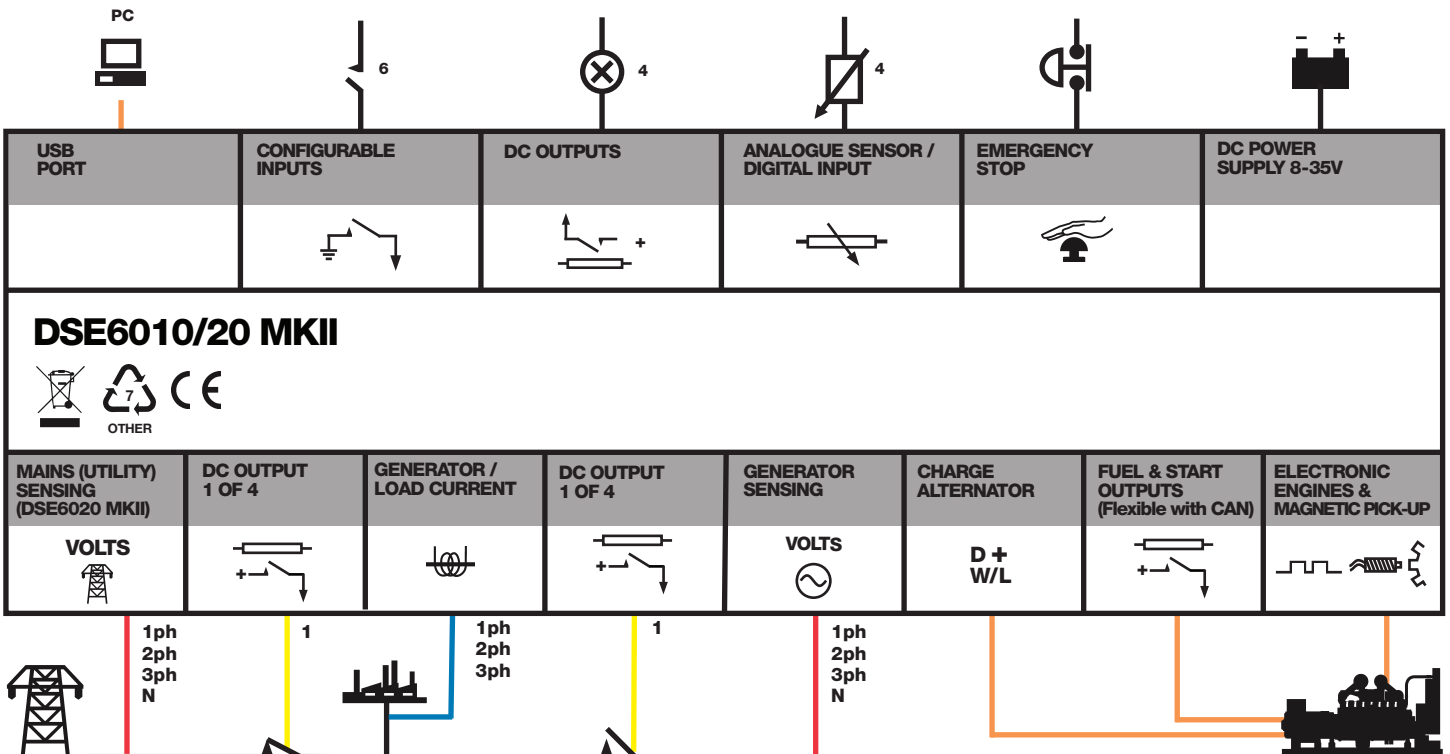 PC
6
4
4
- +
USB
PORT
CONFIGURABLE
INPUTS
DC OUTPUTS
ANALOGUE SENSOR /
DIGITAL INPUT
EMERGENCY
STOP
DC POWER
SUPPLY 8-35V
+
DSE6010/20 MKII
7
CE
OTHER
MAINS (UTILITY)
SENSING
(DSE6020 MKII)
DC OUTPUT
1 OF 4
GENERATOR /
LOAD CURRENT
DC OUTPUT
1 OF 4
GENERATOR
SENSING
CHARGE
ALTERNATOR
FUEL & START
OUTPUTS
(Flexible with CAN)
ELECTRONIC
ENGINES &
MAGNETIC PICK-UP
VOLTS
+
+
VOLTS
D +
W/L
+
1ph
2ph
3ph
N
1
1ph
2ph
3ph
1
1ph
2ph
3ph
N